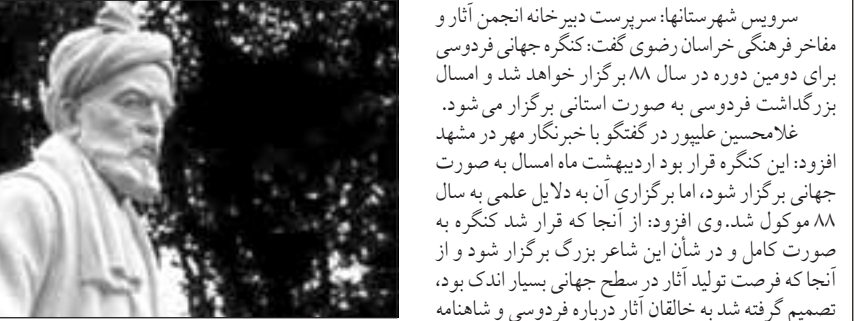 سرویس شهرستانها: سرپرست دبیرخانه انجمن آثار و
مفاخر فرهنگی خراسان رضوی گفت: کنگره جهانی فردوسی
برای دومین دوره در سال ۸۸ برگزار خواهد شد و امسال
بزرگداشت فردوسی به صورت استانی برگزار می شود.
غلامحسین علیپور در گفتگو با خبرنگار مهر در مشهد
افزود: این کنگره قرار بود اردیبهشت ماه امسال به صورت
جهانی برگزار شود، اما برگزاری آن به دلایل علمی به سال
۸۸ موکول شد. وی افزود: از آنجا که قرار شد کنگره به
صورت کامل و در شأن این شاعر بزرگ برگزار شود و از
آنجا که فرصت تولید آثار در سطح جهانی بسیار اندک بود،
تصمیم گرفته شد به خالقان آثار درباره فردوسی و شاهنامه